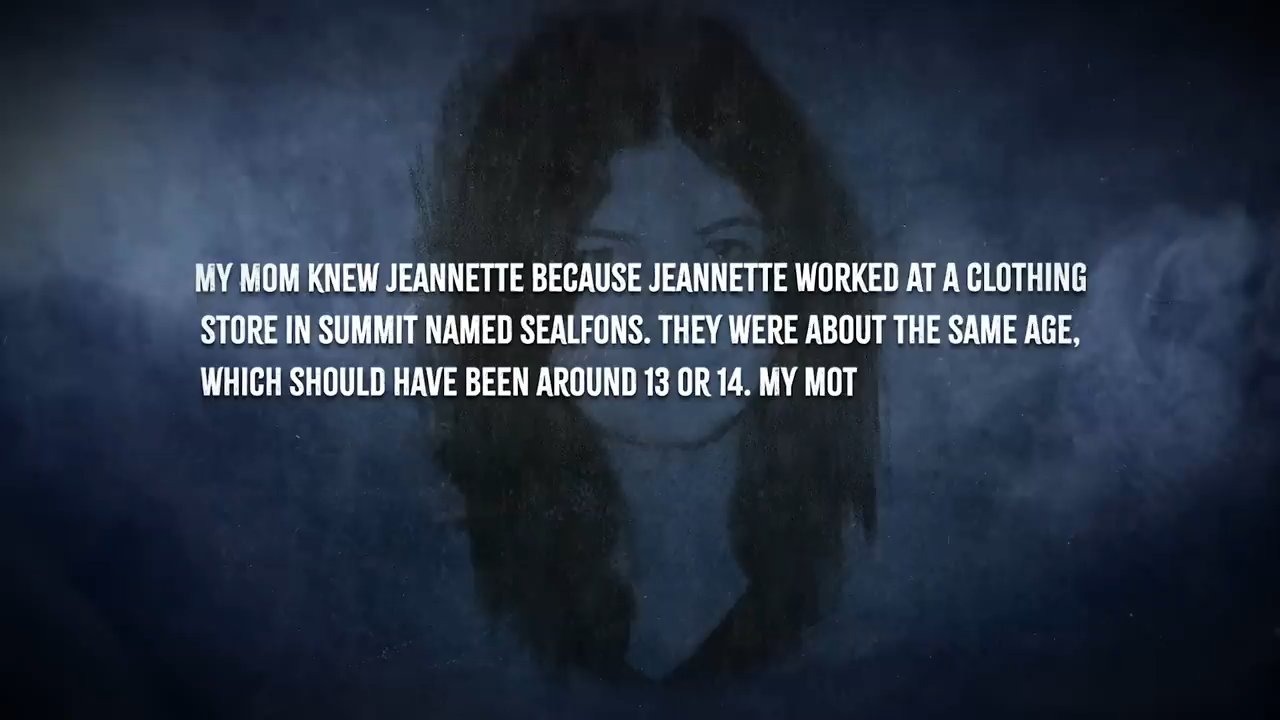 MY MOM KNEW JEANNETTE BECAUSE JEANNETTE WORKED AT A CLOTHING
STORE IN SUMMIT NAMED SEALFONS. THEY WERE ABOUT THE SAME AGE,
WHICH SHOULD HAVE BEEN AROUND 13 OR 14. MY MOT